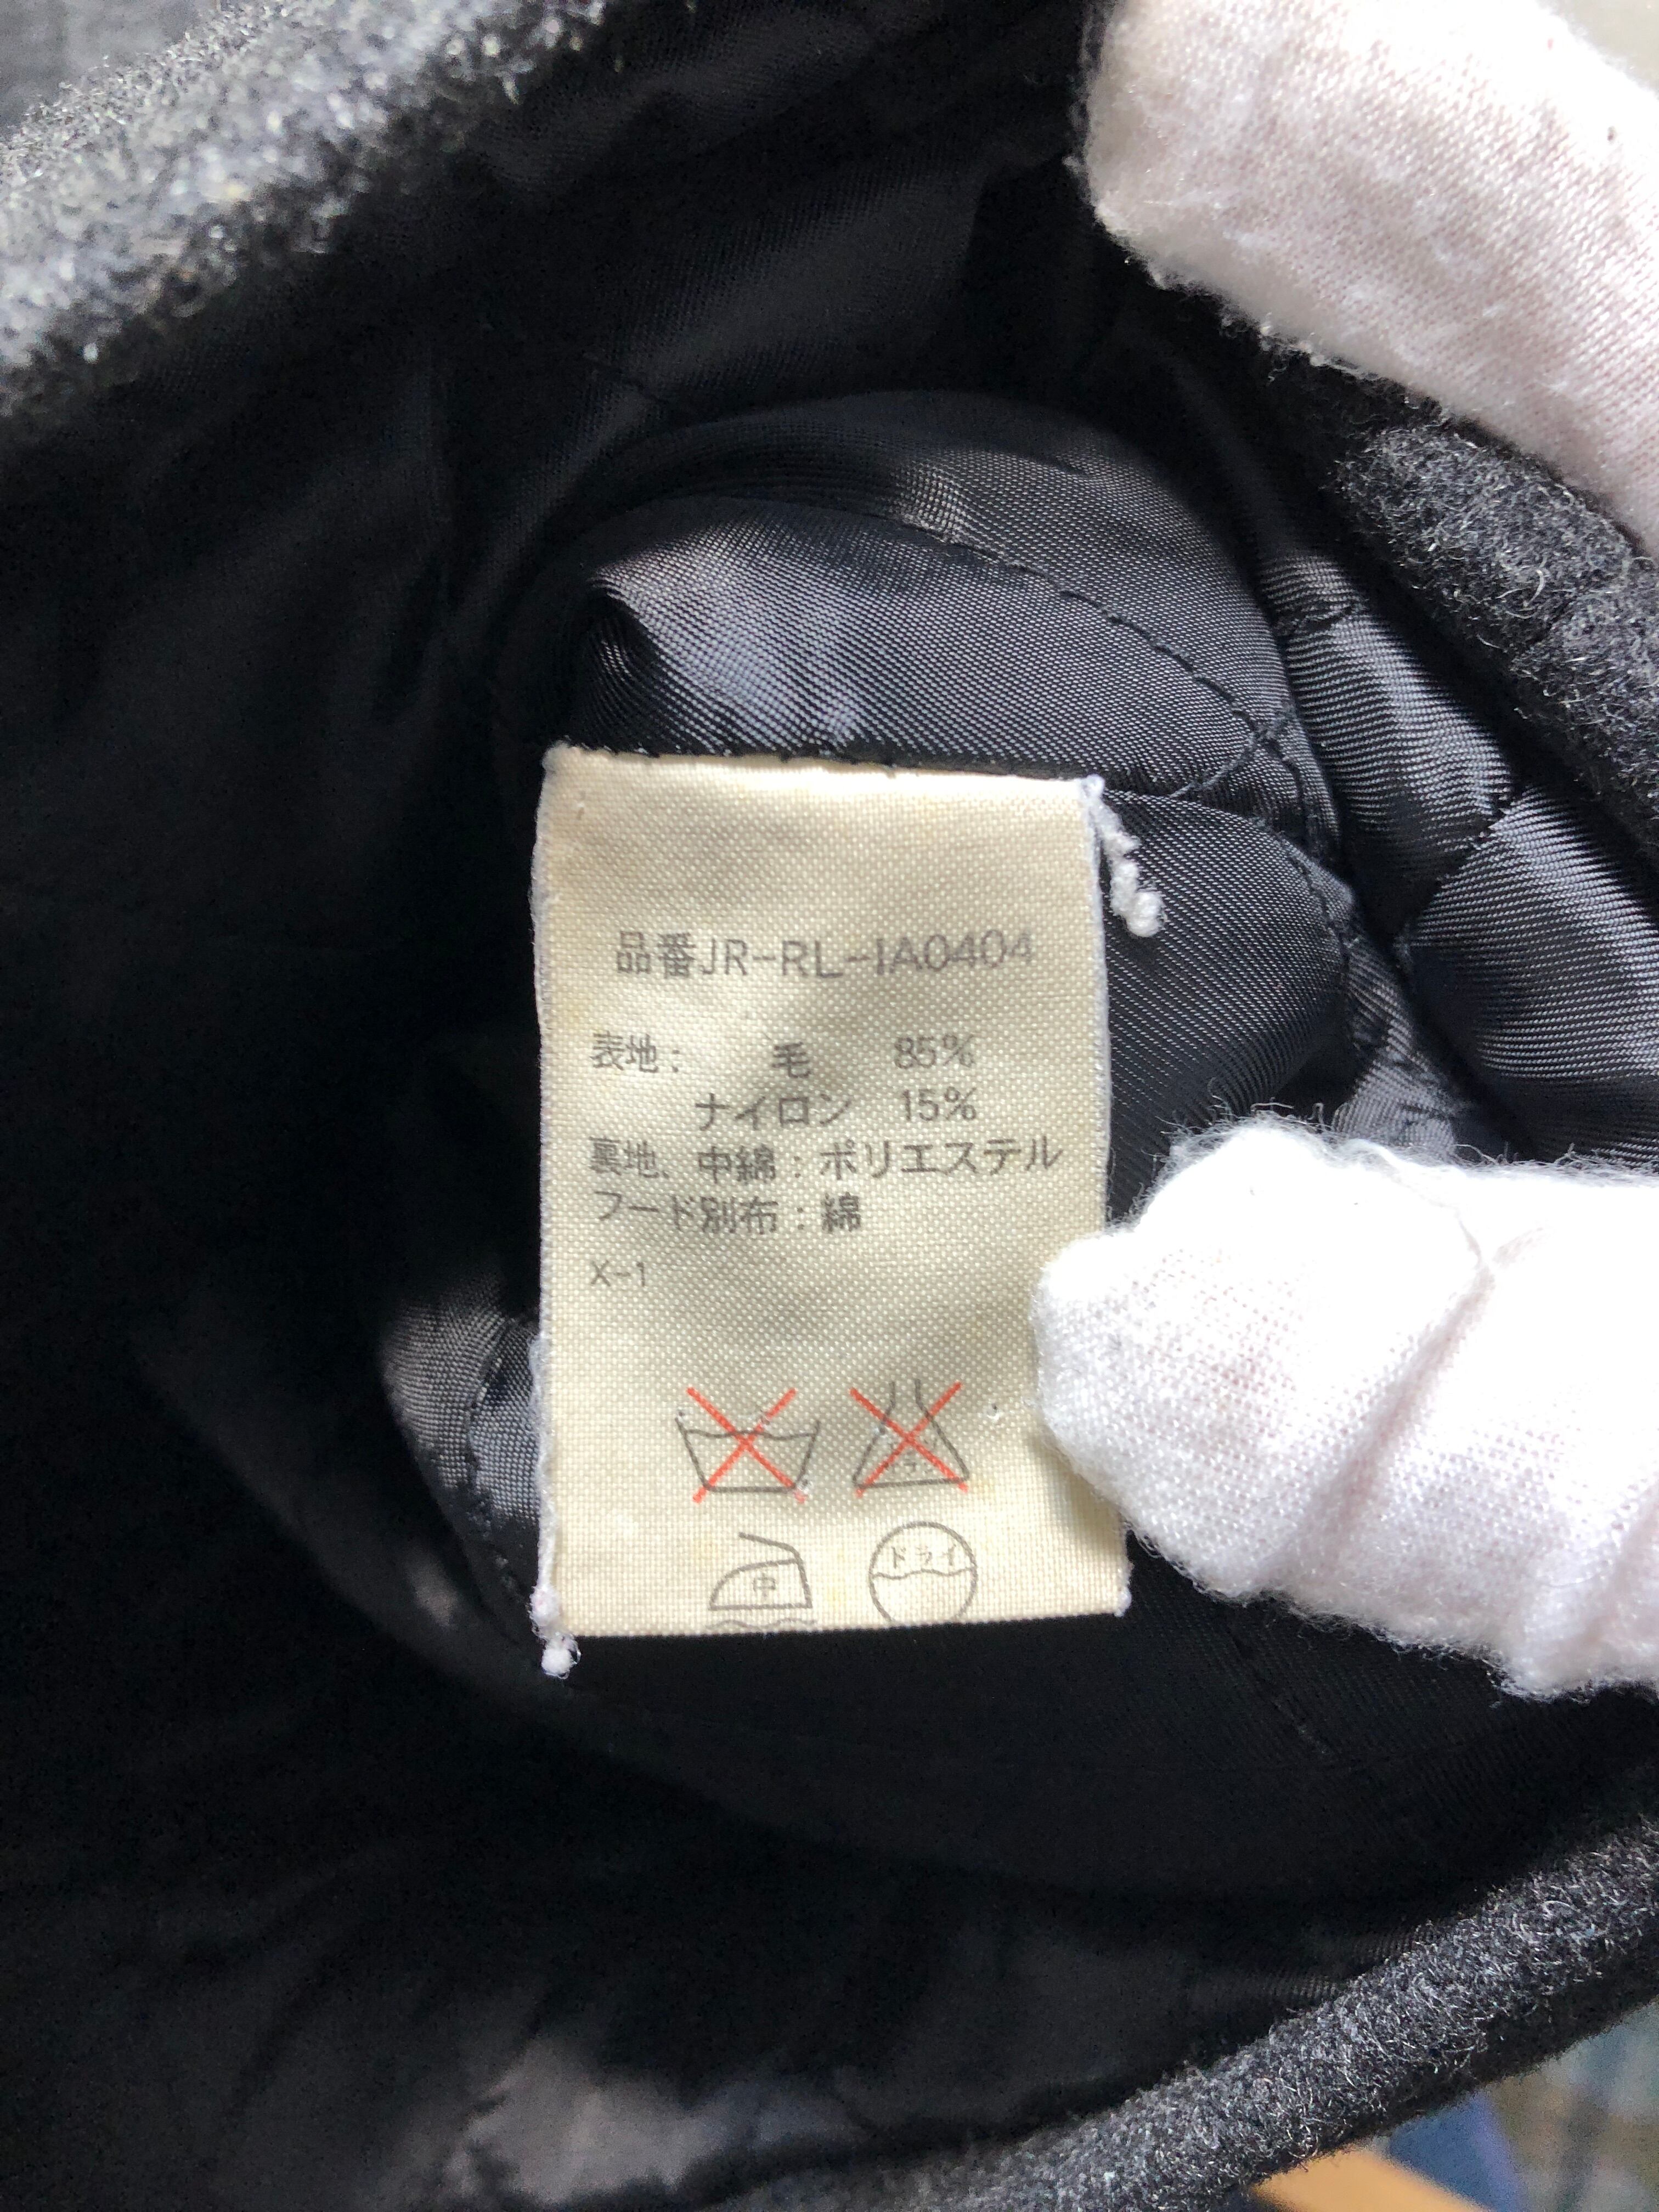 品番JR-RL-IA0404
表地: 毛 85%
ナイロン 15%
裏地、中綿:ポリエステル
フード別布:綿
X-1
中 ドライ